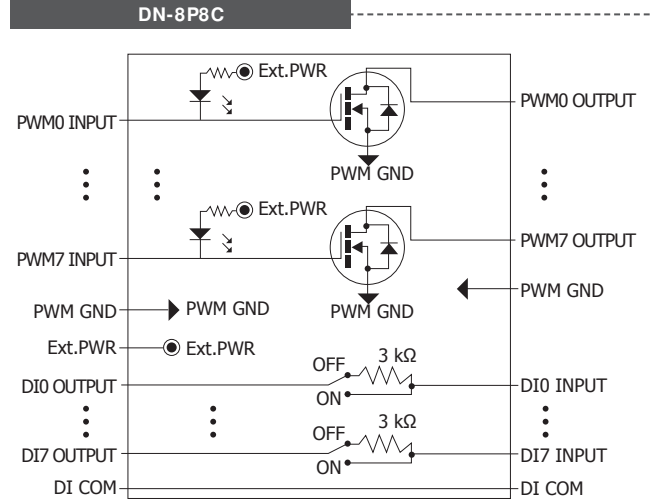 DN-8P8C
Ext.PWR
PWM0 INPUT
PWM0 OUTPUT
PWM GND
Ext.PWR
PWM7 INPUT
PWM7 OUTPUT
PWM GND
PWM GND
PWM GND
PWM GND
Ext.PWR
Ext.PWR
OFF
3 kΩ
DI0 OUTPUT
DI0 INPUT
ON
OFF
3 kΩ
DI7 OUTPUT
DI7 INPUT
ON
DI COM
DI COM